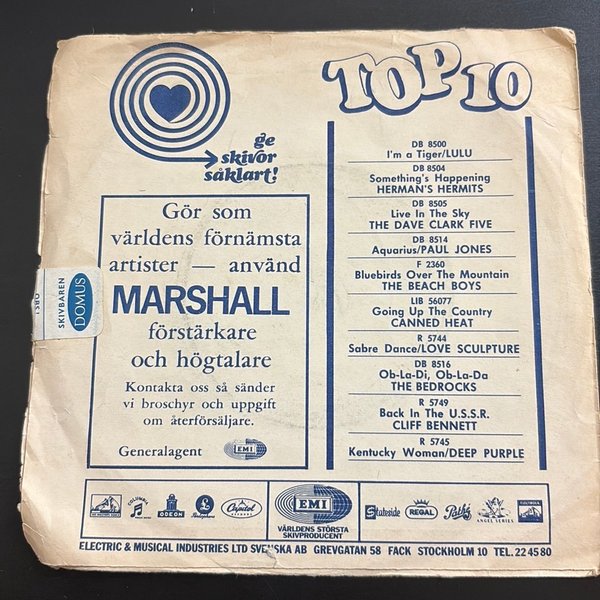 ge
skivor
såklart!
Gör som
världens förnämsta
artister — använd
MARSHALL
förstärkare
och högtalare
Kontakta oss så sänder
vi broschyr och uppgift
om återförsäljare.
Generalagent EMI
SKIVBAREN
DOMUS
TOP 10
DB 8500
I'm a Tiger/LULU
DB 8504
Something's Happening
HERMAN'S HERMITS
DB 8505
Live In The Sky
THE DAVE CLARK FIVE
DB 8514
Aquarius/PAUL JONES
F 2360
Bluebirds Over The Mountain
THE BEACH BOYS
LIB 56077
Going Up The Country
CANNED HEAT
R 5744
Sabre Dance/LOVE SCULPTURE
DB 8516
Ob-La-Di, Ob-La-Da
THE BEDROCKS
R 5749
Back In The U.S.S.R.
CLIFF BENNETT
R 5745
Kentucky Woman/DEEP PURPLE
COLUMBIA
ODEON
Parlophone
Capitol
EMI
VÄRLDENS STÖRSTA
SKIVPRODUCENT
Stateside
REGAL
Pathé
ANGEL SERIES
ELECTRIC & MUSICAL INDUSTRIES LTD SVENSKA AB GREVGATAN 58 FACK STOCKHOLM 10 TEL. 22 45 80